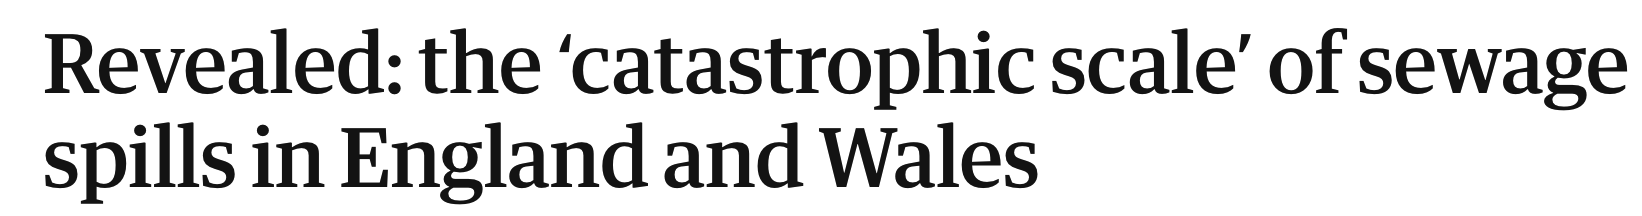 Revealed: the ‘catastrophic scale’ of sewage
spills in England and Wales